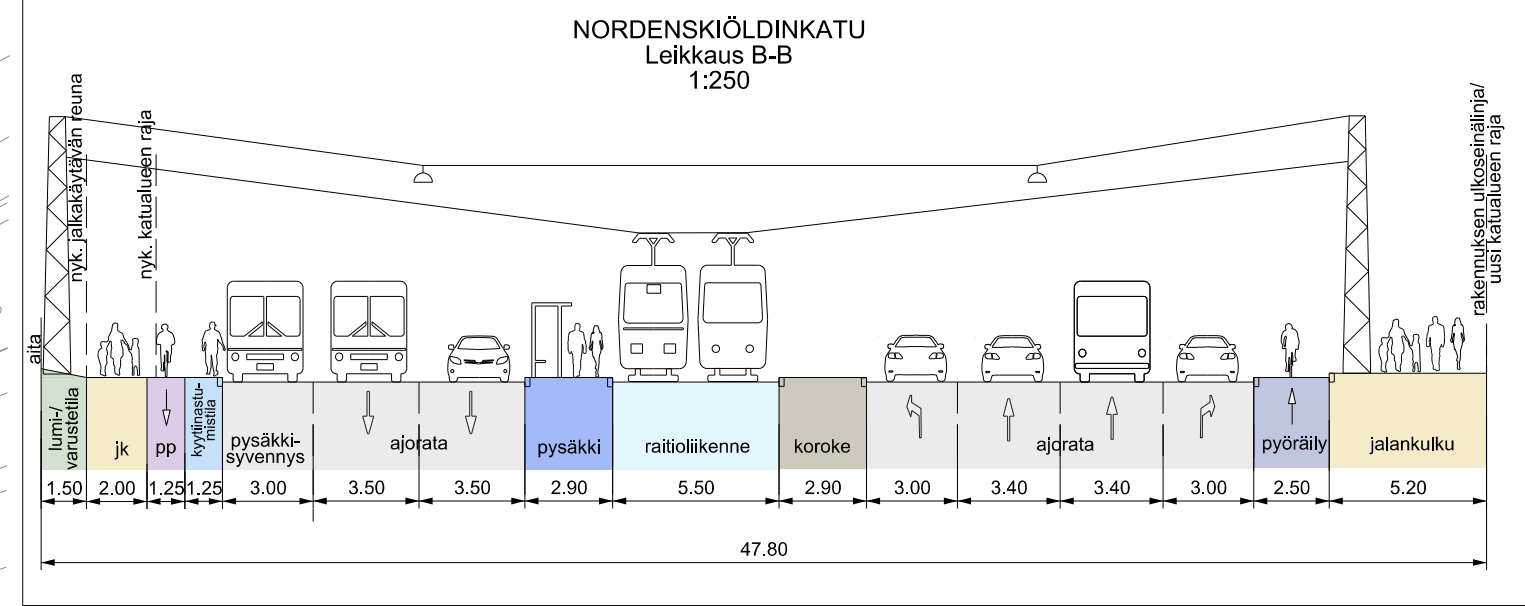 NORDENSKIÖLDINKATU
Leikkaus B-B
1:250
aita
nyk. jalkakäytävän reuna
nyk. katualueen raja
rakennuksen ulkoseinälinja/
uusi katualueen raja
lumi-/
varustetila
jk
pp
kyytiinastu-
mistila
pysäkki-
syvennys
ajorata
pysäkki
raitioliikenne
koroke
ajorata
pyöräily
jalankulku
1.50 2.00 1.25 1.25 3.00 3.50 3.50 2.90 5.50 2.90 3.00 3.40 3.40 3.00 2.50 5.20
47.80